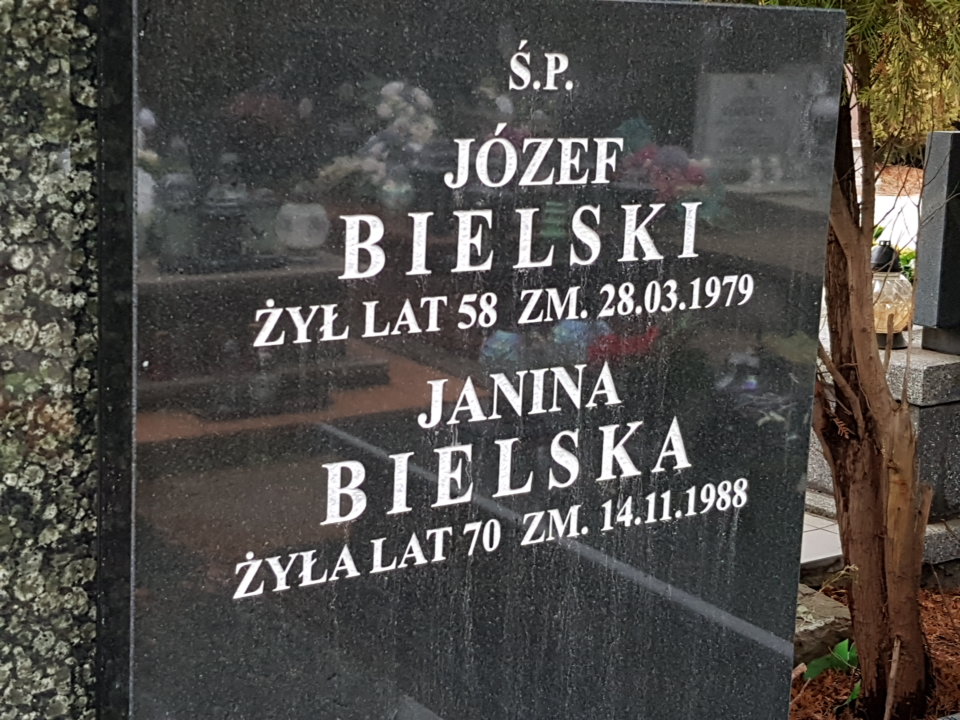 Ś.P.
JÓZEF
BIELSKI
ŻYŁ LAT 58 ZM. 28.03.1979
JANINA
BIELSKA
ŻYŁA LAT 70 ZM. 14.11.1988